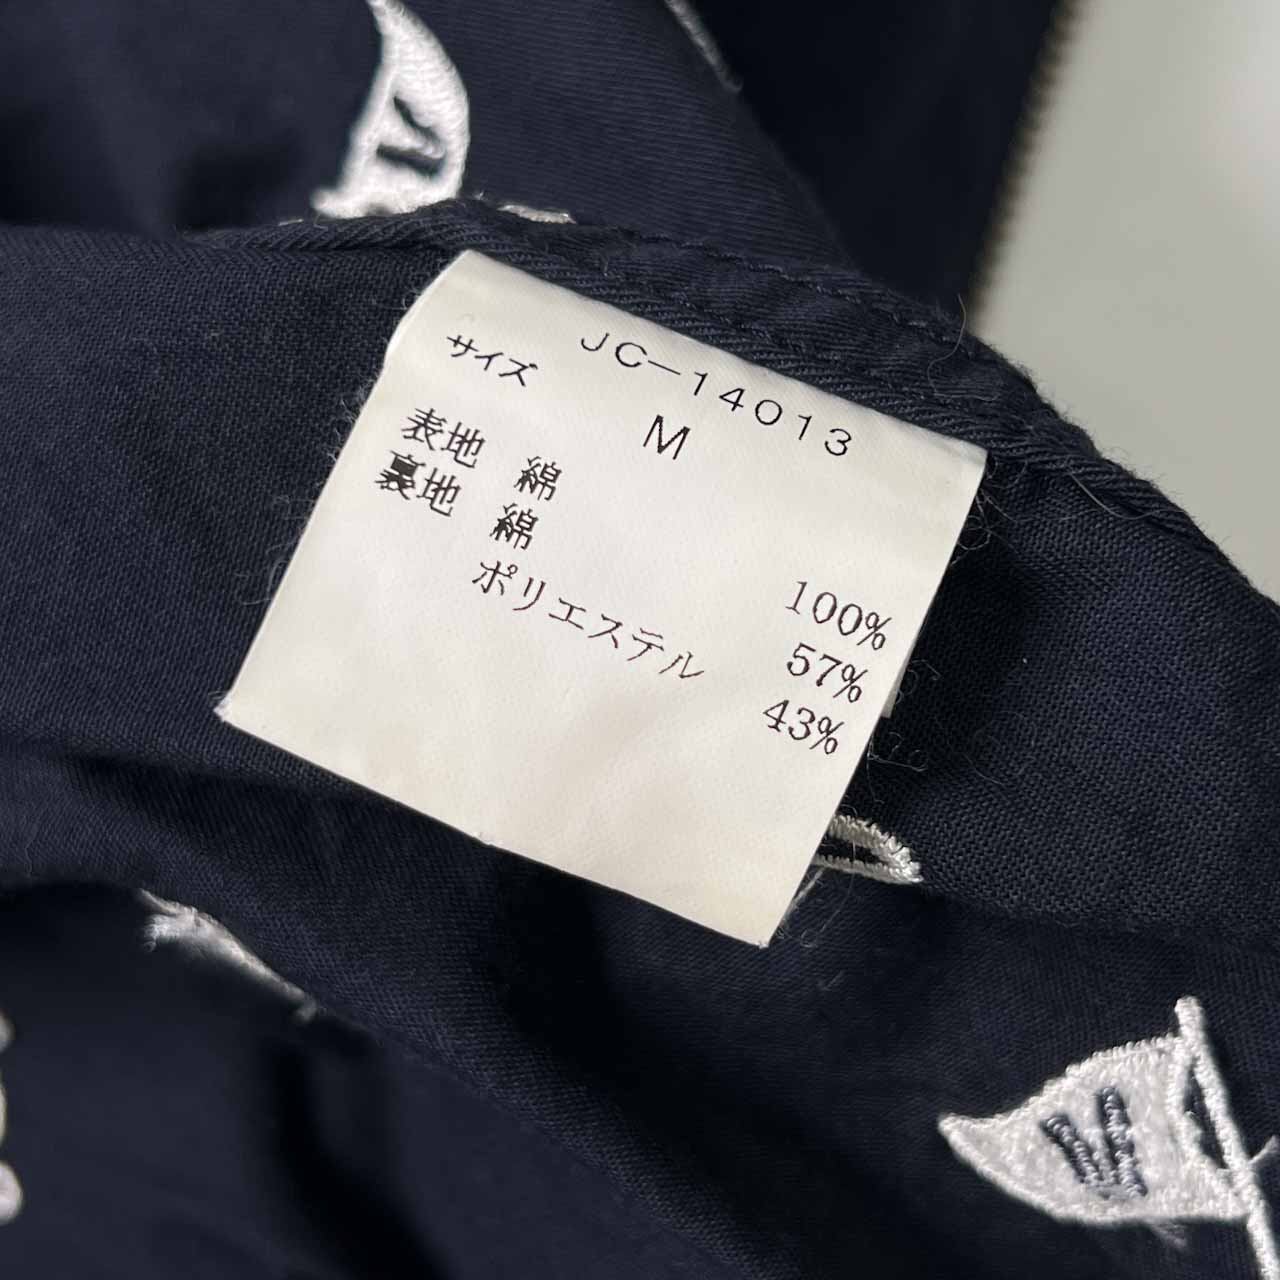 JC-14013
サイズ M
表地 綿 100%
裏地 綿 57%
ポリエステル 43%